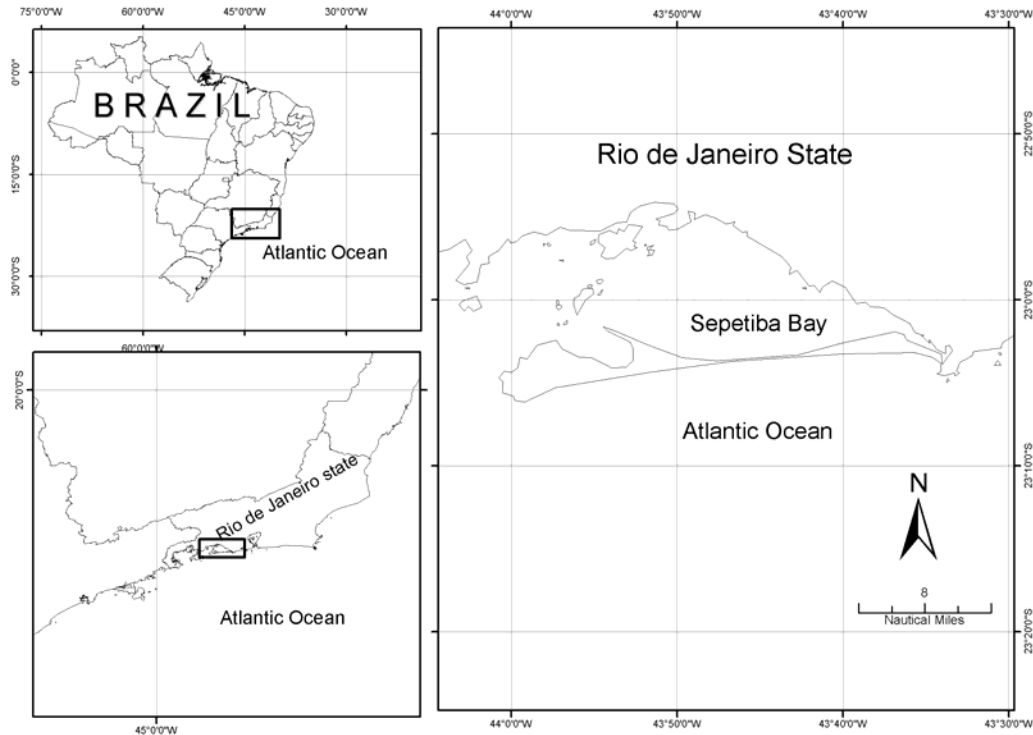 75°0'0"W 60°0'0"W 45°0'0"W 30°0'0"W
0°0'0"
BRAZIL
15°0'0"S
Atlantic Ocean
30°0'0"S
60°0'0"W
20°0'0"S
Rio de Janeiro state
Atlantic Ocean
45°0'0"W
44°0'0"W 43°50'0"W 43°40'0"W 43°30'0"W
22°50'0"S
Rio de Janeiro State
23°0'0"S
Sepetiba Bay
Atlantic Ocean
23°10'0"S
N
8
Nautical Miles
23°20'0"S
44°0'0"W 43°50'0"W 43°40'0"W 43°30'0"W